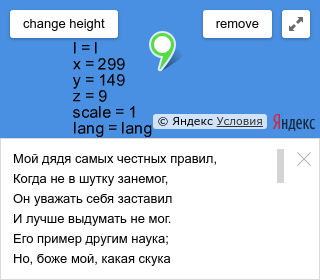 change height
remove
l = l
x = 299
y = 149
z = 9
scale = 1
lang = lang
© Яндекс Условия
Яндекс
Мой дядя самых честных правил,
Когда не в шутку занемог,
Он уважать себя заставил
И лучше выдумать не мог.
Его пример другим наука;
Но, боже мой, какая скука